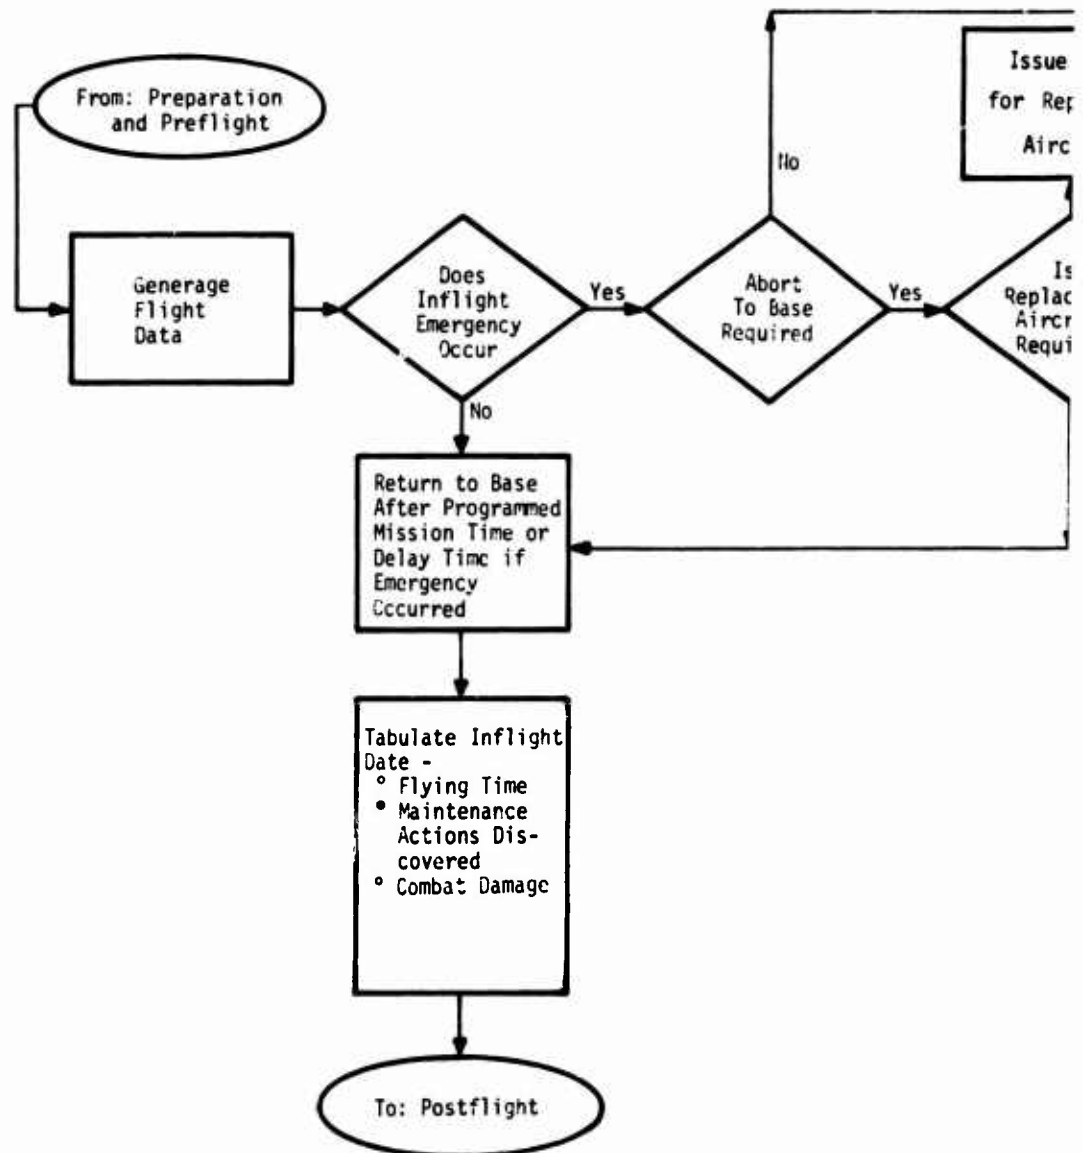 From: Preparation
and Preflight
Generage
Flight
Data
Does
Inflight
Emergency
Occur
Yes
No
Abort
To Base
Required
No
Yes
Issue
for Rep
Airc
Is
Replac
Aircr
Requi
Return to Base
After Programmed
Mission Time or
Delay Time if
Emergency
Occurred
Tabulate Inflight
Date -
° Flying Time
• Maintenance
Actions Dis-
covered
° Combat Damage
To: Postflight